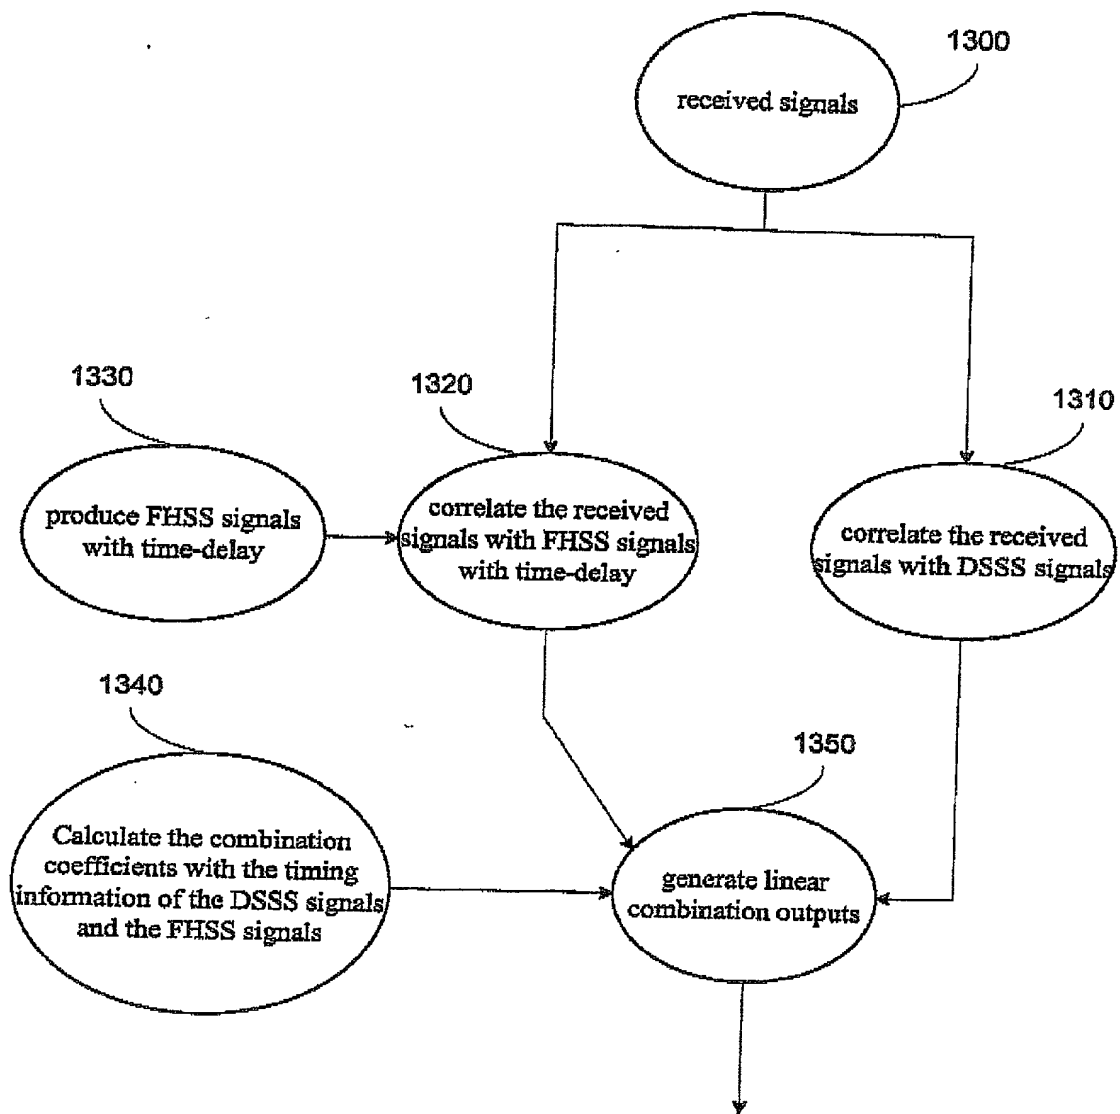 1300
received signals
1330
1320
1310
produce FHSS signals
with time-delay
correlate the received
signals with FHSS signals
with time-delay
correlate the received
signals with DSSS signals
1340
1350
Calculate the combination
coefficients with the timing
information of the DSSS signals
and the FHSS signals
generate linear
combination outputs